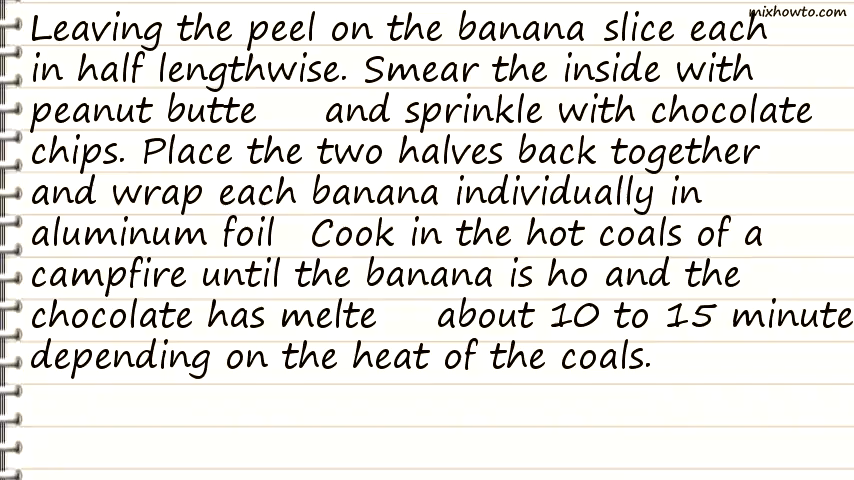 mixhowto.com
Leaving the peel on the banana slice each
in half lengthwise. Smear the inside with
peanut butte and sprinkle with chocolate
chips. Place the two halves back together
and wrap each banana individually in
aluminum foil Cook in the hot coals of a
campfire until the banana is ho and the
chocolate has melte about 10 to 15 minute
depending on the heat of the coals.